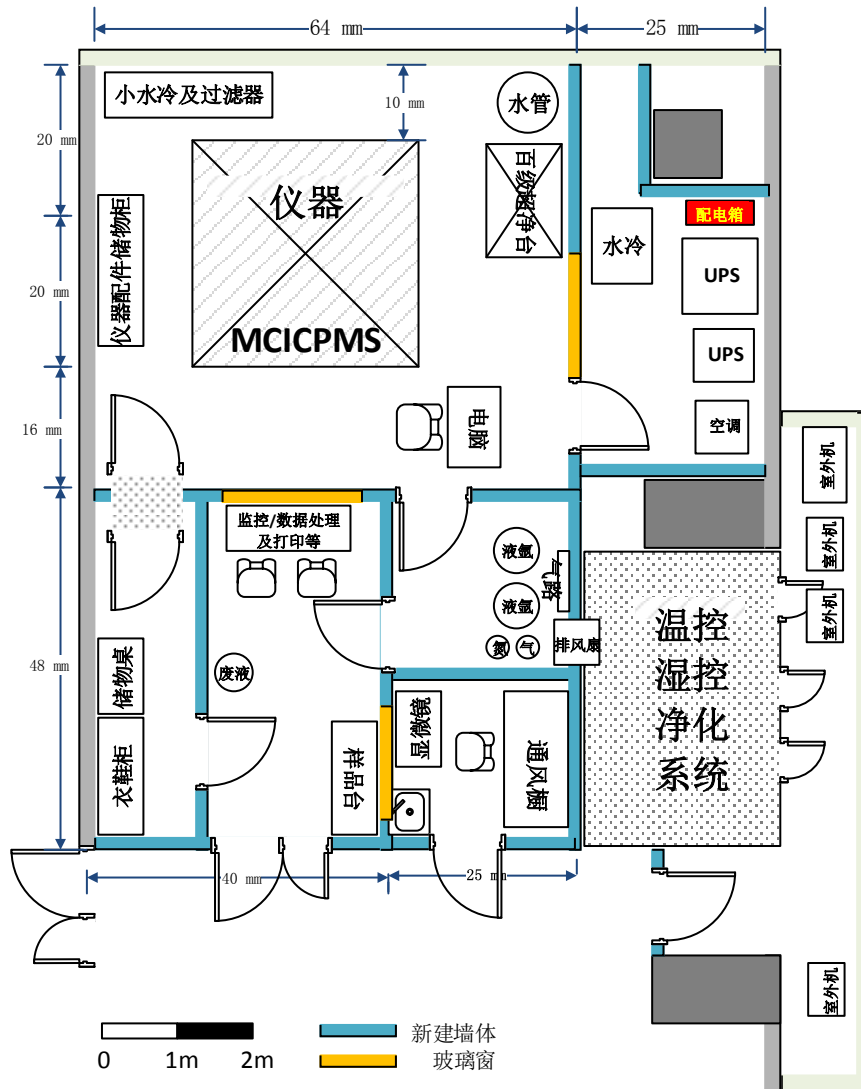 64 mm
25 mm
小水冷及过滤器
10 mm
水管
20 mm
仪器
MCICPMS
百级超净台
配电箱
水冷
UPS
仪器配件储物柜
20 mm
UPS
16 mm
电脑
空调
室外机
监控/数据处理
及打印等
液氩
气路
室外机
液氩
室外机
氮
气
排风扇
温控
湿控
净化
系统
48 mm
储物桌
废液
显微镜
衣鞋柜
样品台
通风橱
40 mm
25 mm
室外机
0
1m
2m
新建墙体
玻璃窗